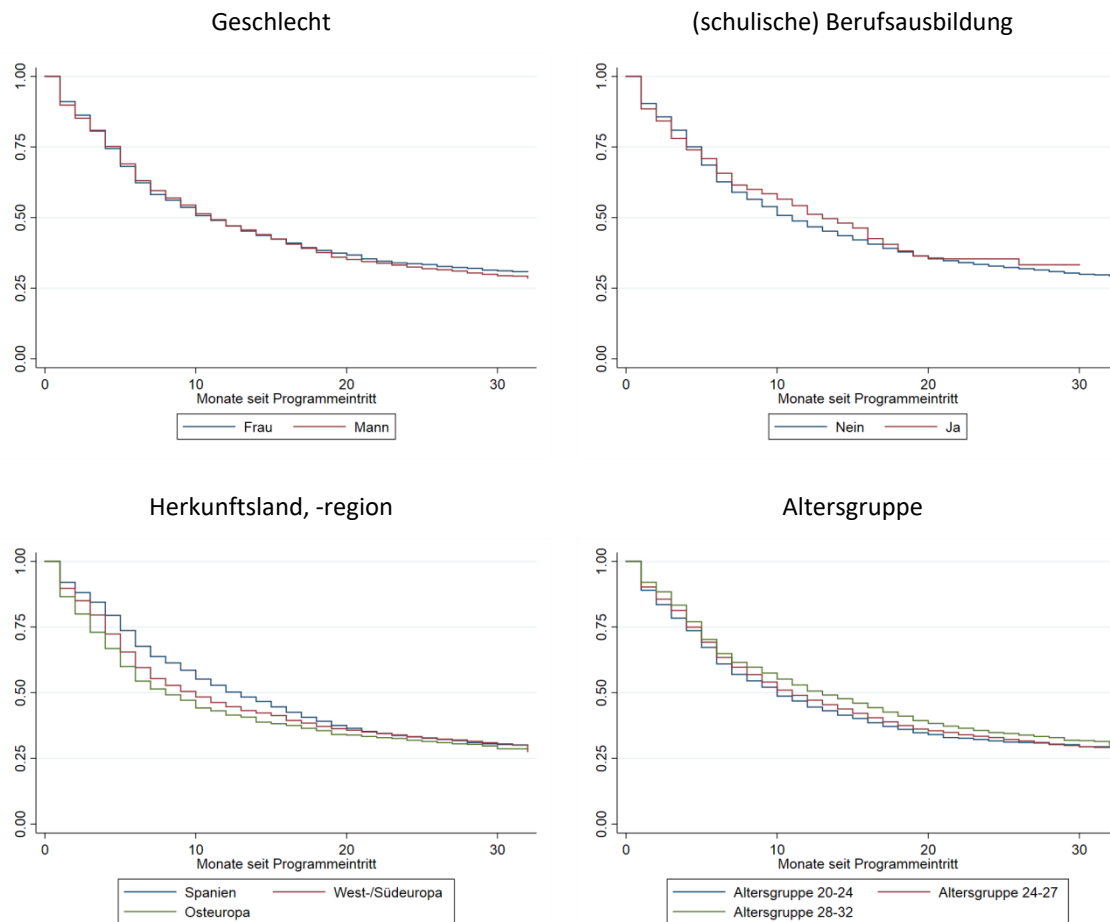 Geschlecht
1.00
0.75
0.50
0.25
0.00
0 10 20 30
Monate seit Programmeintritt
Frau Mann
(schulische) Berufsausbildung
1.00
0.75
0.50
0.25
0.00
0 10 20 30
Monate seit Programmeintritt
Nein Ja
Herkunftsland, -region
1.00
0.75
0.50
0.25
0.00
0 10 20 30
Monate seit Programmeintritt
Spanien West-/Südeuropa
Osteuropa
Altersgruppe
1.00
0.75
0.50
0.25
0.00
0 10 20 30
Monate seit Programmeintritt
Altersgruppe 20-24 Altersgruppe 24-27
Altersgruppe 28-32